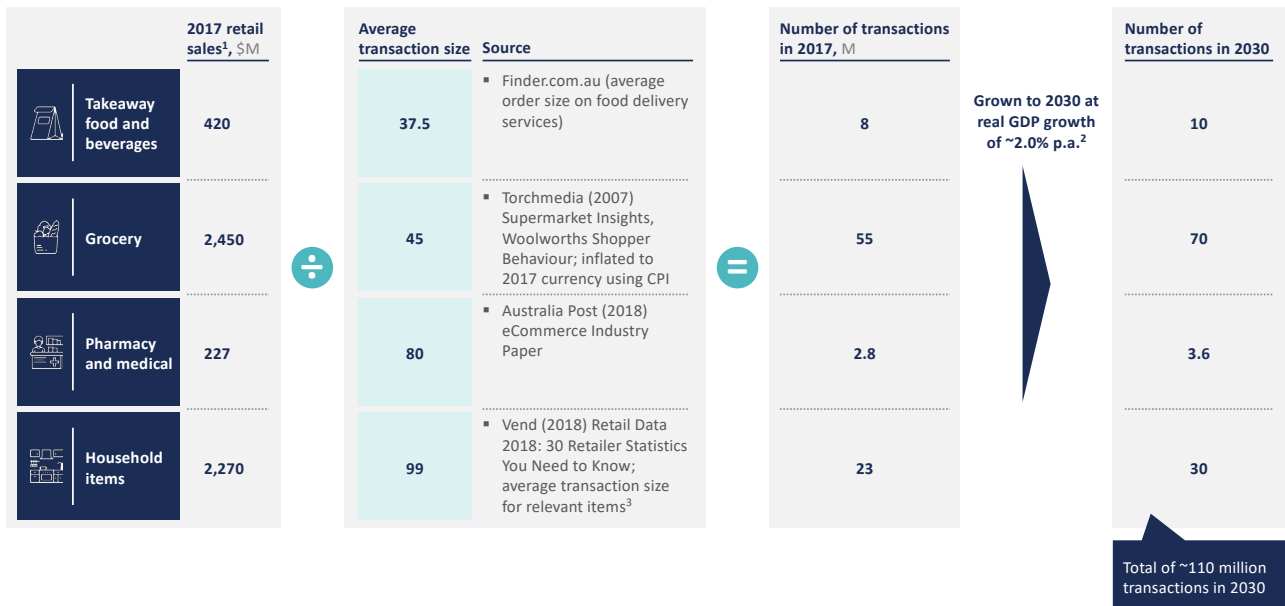 2017 retail
sales1, $M
Average
transaction size
Source
Number of transactions
in 2017, M
Number of
transactions in 2030
Takeaway
food and
beverages
420
37.5
▪ Finder.com.au (average
order size on food delivery
services)
8
Grown to 2030 at
real GDP growth
of ~2.0% p.a.2
10
Grocery
2,450
÷
45
▪ Torchmedia (2007)
Supermarket Insights,
Woolworths Shopper
Behaviour; inflated to
2017 currency using CPI
=
55
70
Pharmacy
and medical
227
80
▪ Australia Post (2018)
eCommerce Industry
Paper
2.8
3.6
Household
items
2,270
99
▪ Vend (2018) Retail Data
2018: 30 Retailer Statistics
You Need to Know;
average transaction size
for relevant items3
23
30
Total of ~110 million
transactions in 2030